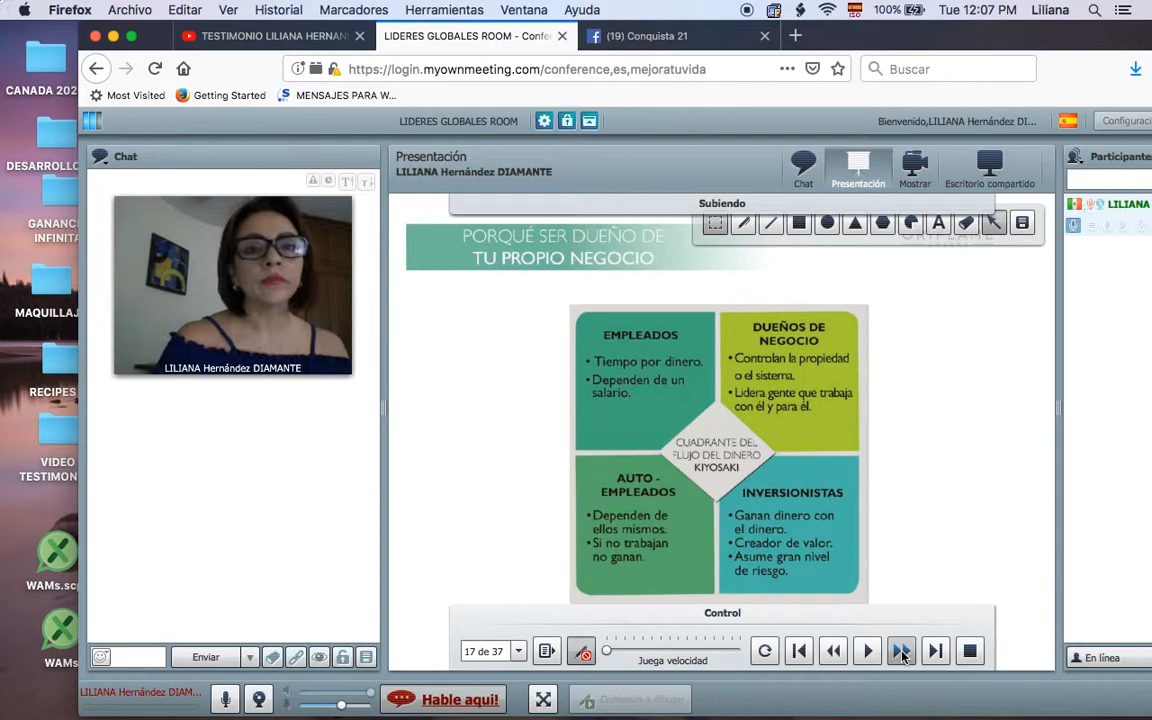 Firefox Archivo Editar Ver Historial Marcadores Herramientas Ventana Ayuda 100% Tue 12:07 PM Liliana
TESTIMONIO LILIANA HERNAN
LIDERES GLOBALES ROOM - Confe
(19) Conquista 21
https://login.myownmeeting.com/conference,es,mejoratuvida
Buscar
Most Visited
Getting Started
MENSAJES PARA W...
CANADA 202
DESARROLL
GANANC
INFINITA
MAQUILLAJ
RECIPES
VIDEO
TESTIMON
WAMs.sc
WAMs
LIDERES GLOBALES ROOM
Bienvenido,LILIANA Hernández DI...
Configuraci
Chat
LILIANA Hernández DIAMANTE
Presentación
LILIANA Hernández DIAMANTE
Chat
Presentación
Mostrar
Escritorio compartido
Participante
LILIANA
Subiendo
A
PORQUÉ SER DUEÑO DE
TU PROPIO NEGOCIO
ORIFLAME
EMPLEADOS
• Tiempo por dinero.
• Dependen de un
salario.
DUEÑOS DE
NEGOCIO
• Controlan la propiedad
o el sistema.
• Lidera gente que trabaja
con él y para él.
CUADRANTE DEL
FLUJO DEL DINERO
KIYOSAKI
AUTO -
EMPLEADOS
• Dependen de
ellos mismos.
• Si no trabajan
no ganan.
INVERSIONISTAS
• Ganan dinero con
el dinero.
• Creador de valor.
• Asume gran nivel
de riesgo.
Control
17 de 37
Juega velocidad
Enviar
En línea
LILIANA Hernández DIAM...
Hable aqui!
Comienza a dibujar